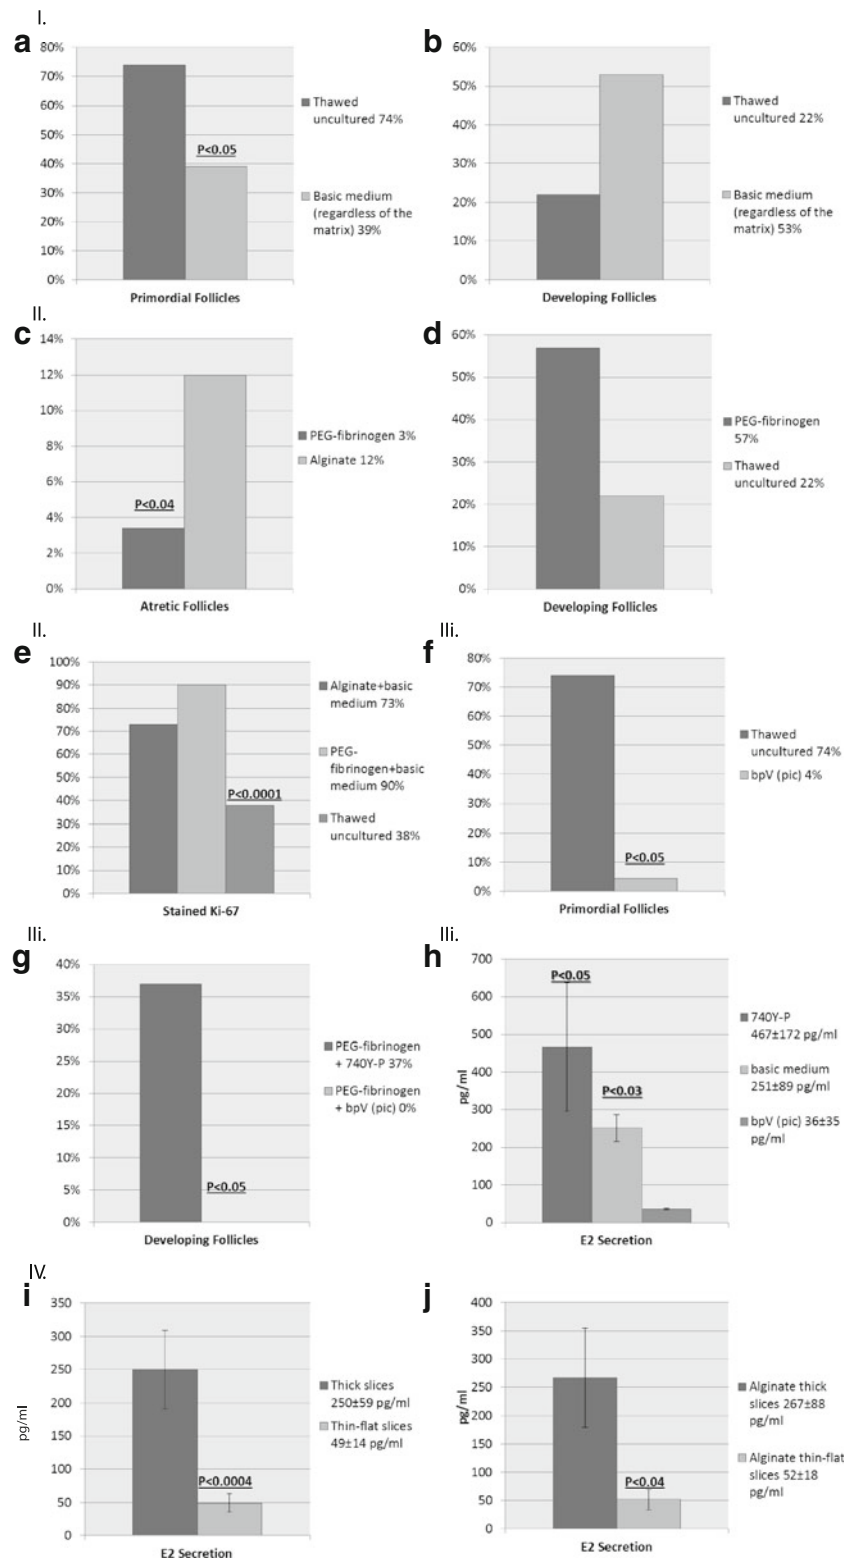 I.
a
80%
70%
60%
50%
40%
30%
20%
10%
0%
P<0.05
Primordial Follicles
Thawed
uncultured 74%
Basic medium
(regardless of the
matrix) 39%
b
60%
50%
40%
30%
20%
10%
0%
Developing Follicles
Thawed
uncultured 22%
Basic medium
(regardless of the
matrix) 53%
II.
c
14%
12%
10%
8%
6%
4%
2%
0%
P<0.04
Atretic Follicles
PEG-fibrinogen 3%
Alginate 12%
d
60%
50%
40%
30%
20%
10%
0%
Developing Follicles
PEG-fibrinogen
57%
Thawed
uncultured 22%
II.
e
100%
90%
80%
70%
60%
50%
40%
30%
20%
10%
0%
P<0.0001
Stained Ki-67
Alginate+basic
medium 73%
PEG-
fibrinogen+basic
medium 90%
Thawed
uncultured 38%
III.
f
80%
70%
60%
50%
40%
30%
20%
10%
0%
P<0.05
Primordial Follicles
Thawed
uncultured 74%
bpV (pic) 4%
III.
g
40%
35%
30%
25%
20%
15%
10%
5%
0%
P<0.05
Developing Follicles
PEG-fibrinogen
+ 740Y-P 37%
PEG-fibrinogen
+ bpV (pic) 0%
III.
h
700
600
500
400
300
200
100
0
pg/ml
P<0.05
P<0.03
E2 Secretion
740Y-P
467±172 pg/ml
basic medium
251±89 pg/ml
bpV (pic) 36±35
pg/ml
IV.
i
350
300
250
200
150
100
50
0
pg/ml
P<0.0004
E2 Secretion
Thick slices
250±59 pg/ml
Thin-flat slices
49±14 pg/ml
j
400
350
300
250
200
150
100
50
0
pg/ml
P<0.04
E2 Secretion
Alginate thick
slices 267±88
pg/ml
Alginate thin-flat
slices 52±18
pg/ml